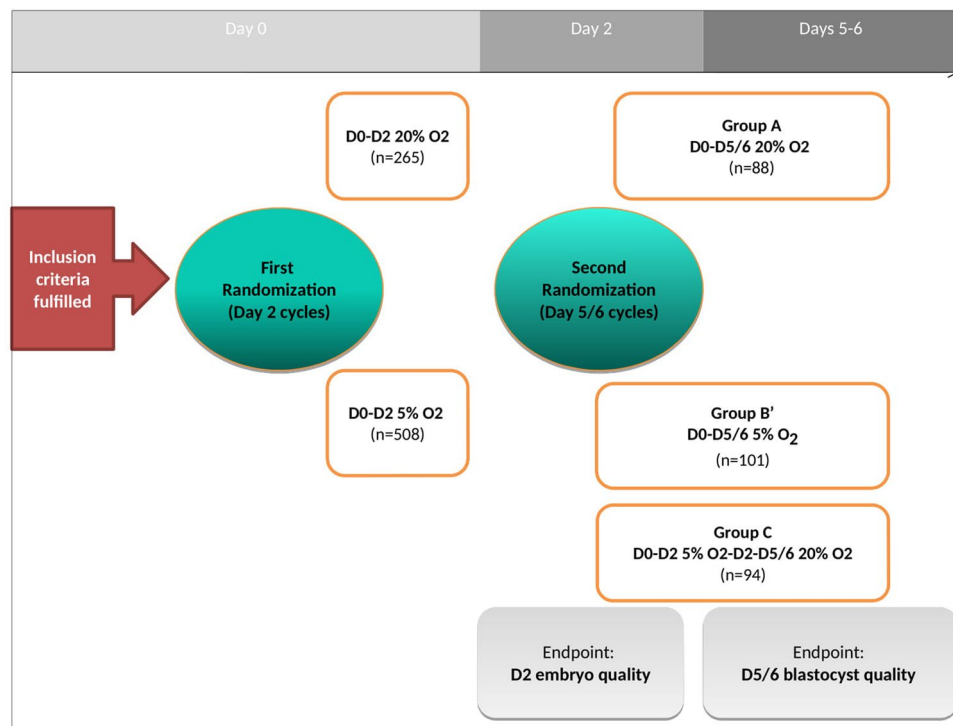 Day 0
Day 2
Days 5-6
D0-D2 20% O2
(n=265)
Group A
D0-D5/6 20% O2
(n=88)
Inclusion
criteria
fulfilled
First
Randomization
(Day 2 cycles)
Second
Randomization
(Day 5/6 cycles)
D0-D2 5% O2
(n=508)
Group B’
D0-D5/6 5% O2
(n=101)
Group C
D0-D2 5% O2-D2-D5/6 20% O2
(n=94)
Endpoint:
D2 embryo quality
Endpoint:
D5/6 blastocyst quality